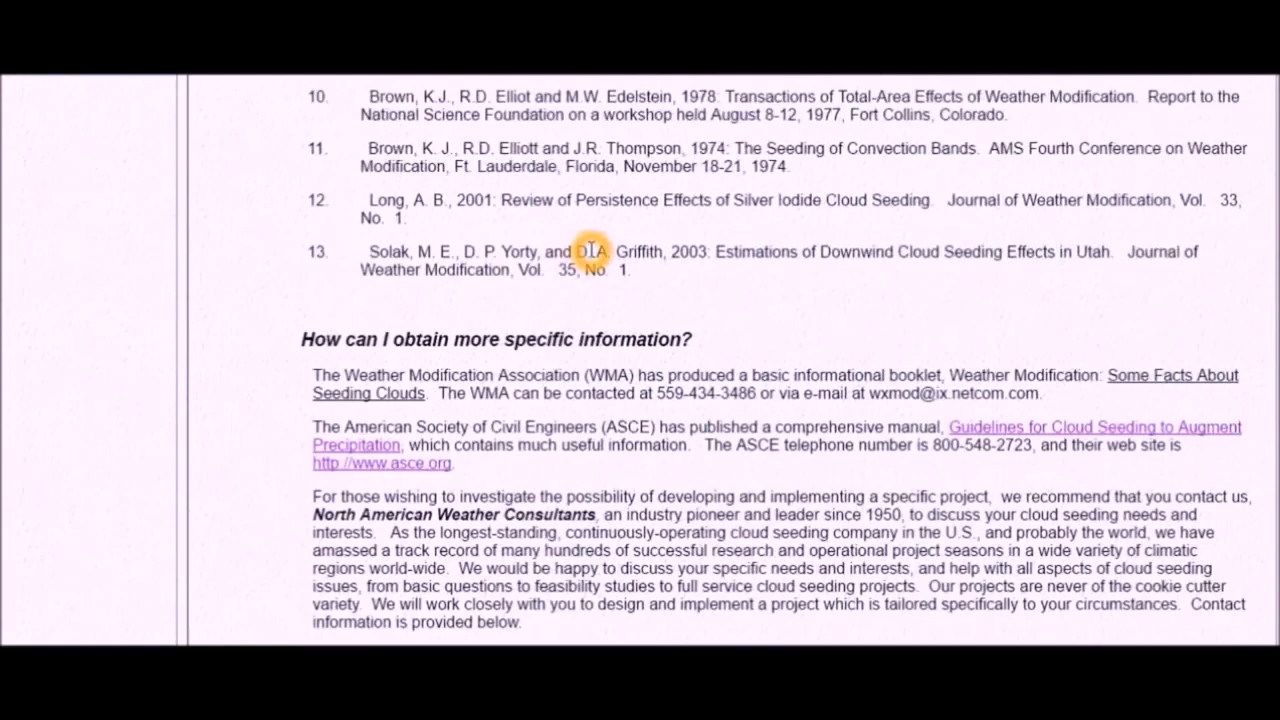 10. Brown, K.J., R.D. Elliot and M.W. Edelstein, 1978: Transactions of Total-Area Effects of Weather Modification. Report to the
National Science Foundation on a workshop held August 8-12, 1977, Fort Collins, Colorado.
11. Brown, K. J., R.D. Elliott and J.R. Thompson, 1974: The Seeding of Convection Bands. AMS Fourth Conference on Weather
Modification, Ft. Lauderdale, Florida, November 18-21, 1974.
12. Long, A. B., 2001: Review of Persistence Effects of Silver Iodide Cloud Seeding. Journal of Weather Modification, Vol. 33,
No. 1.
13. Solak, M. E., D. P. Yorty, and D. A. Griffith, 2003: Estimations of Downwind Cloud Seeding Effects in Utah. Journal of
Weather Modification, Vol. 35, No. 1.
How can I obtain more specific information?
The Weather Modification Association (WMA) has produced a basic informational booklet, Weather Modification: Some Facts About
Seeding Clouds. The WMA can be contacted at 559-434-3486 or via e-mail at wxmod@ix.netcom.com.
The American Society of Civil Engineers (ASCE) has published a comprehensive manual, Guidelines for Cloud Seeding to Augment
Precipitation, which contains much useful information. The ASCE telephone number is 800-548-2723, and their web site is
http://www.asce.org.
For those wishing to investigate the possibility of developing and implementing a specific project, we recommend that you contact us,
North American Weather Consultants, an industry pioneer and leader since 1950, to discuss your cloud seeding needs and
interests. As the longest-standing, continuously-operating cloud seeding company in the U.S., and probably the world, we have
amassed a track record of many hundreds of successful research and operational project seasons in a wide variety of climatic
regions world-wide. We would be happy to discuss your specific needs and interests, and help with all aspects of cloud seeding
issues, from basic questions to feasibility studies to full service cloud seeding projects. Our projects are never of the cookie cutter
variety. We will work closely with you to design and implement a project which is tailored specifically to your circumstances. Contact
information is provided below.